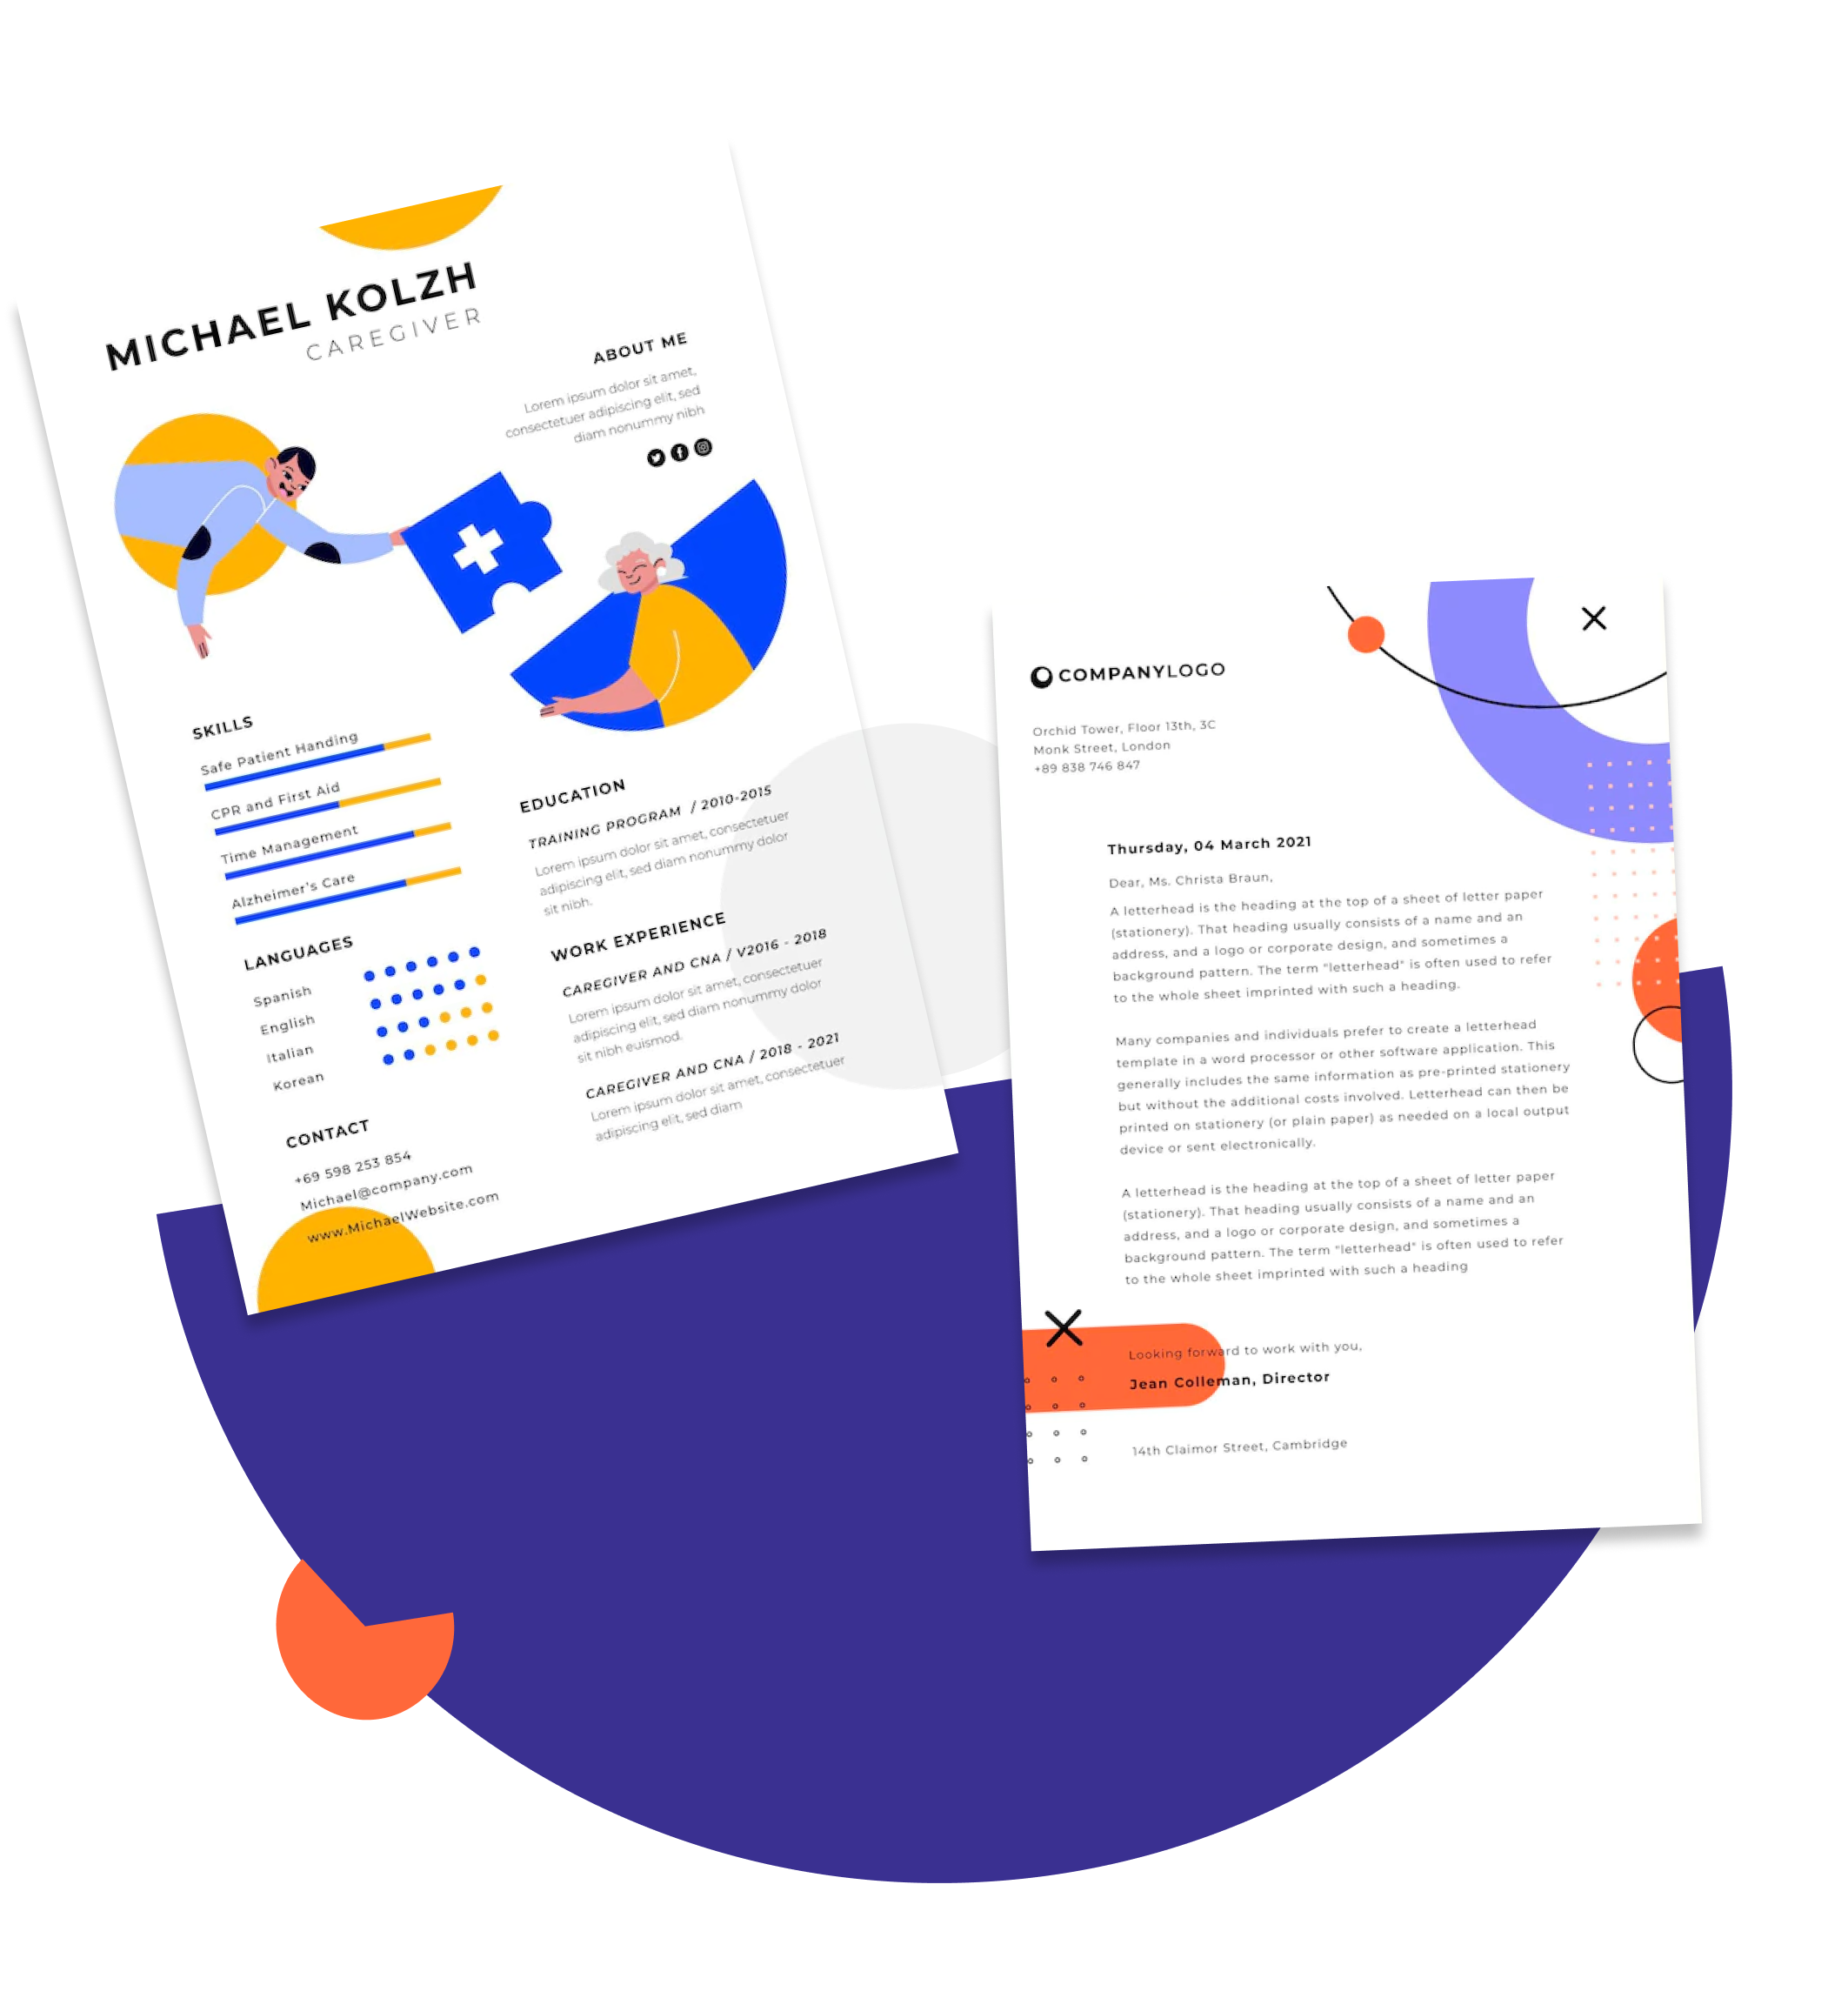 MICHAEL KOLZH
CAREGIVER
ABOUT ME
Lorem ipsum dolor sit amet,
consectetuer adipiscing elit, sed
diam nonummy nibh
SKILLS
Safe Patient Handing
CPR and First Aid
Time Management
Alzheimer's Care
LANGUAGES
Spanish
English
Italian
Korean
CONTACT
+69 598 253 854
Michael@company.com
www.MichaelWebsite.com
EDUCATION
TRAINING PROGRAM / 2010-2015
Lorem ipsum dolor sit amet, consectetuer
adipiscing elit, sed diam nonummy dolor
sit nibh.
WORK EXPERIENCE
CAREGIVER AND CNA / V2016 - 2018
Lorem ipsum dolor sit amet, consectetuer
adipiscing elit, sed diam nonummy dolor
sit nibh euismod.
CAREGIVER AND CNA / 2018 - 2021
Lorem ipsum dolor sit amet, consectetuer
adipiscing elit, sed diam
COMPANYLOGO
Orchid Tower, Floor 13th, 3C
Monk Street, London
+89 838 746 847
Thursday, 04 March 2021
Dear, Ms. Christa Braun,
A letterhead is the heading at the top of a sheet of letter paper
(stationery). That heading usually consists of a name and an
address, and a logo or corporate design, and sometimes a
background pattern. The term "letterhead" is often used to refer
to the whole sheet imprinted with such a heading.
Many companies and individuals prefer to create a letterhead
template in a word processor or other software application. This
generally includes the same information as pre-printed stationery
but without the additional costs involved. Letterhead can then be
printed on stationery (or plain paper) as needed on a local output
device or sent electronically.
A letterhead is the heading at the top of a sheet of letter paper
(stationery). That heading usually consists of a name and an
address, and a logo or corporate design, and sometimes a
background pattern. The term "letterhead" is often used to refer
to the whole sheet imprinted with such a heading
Looking forward to work with you,
Jean Colleman, Director
14th Claimor Street, Cambridge